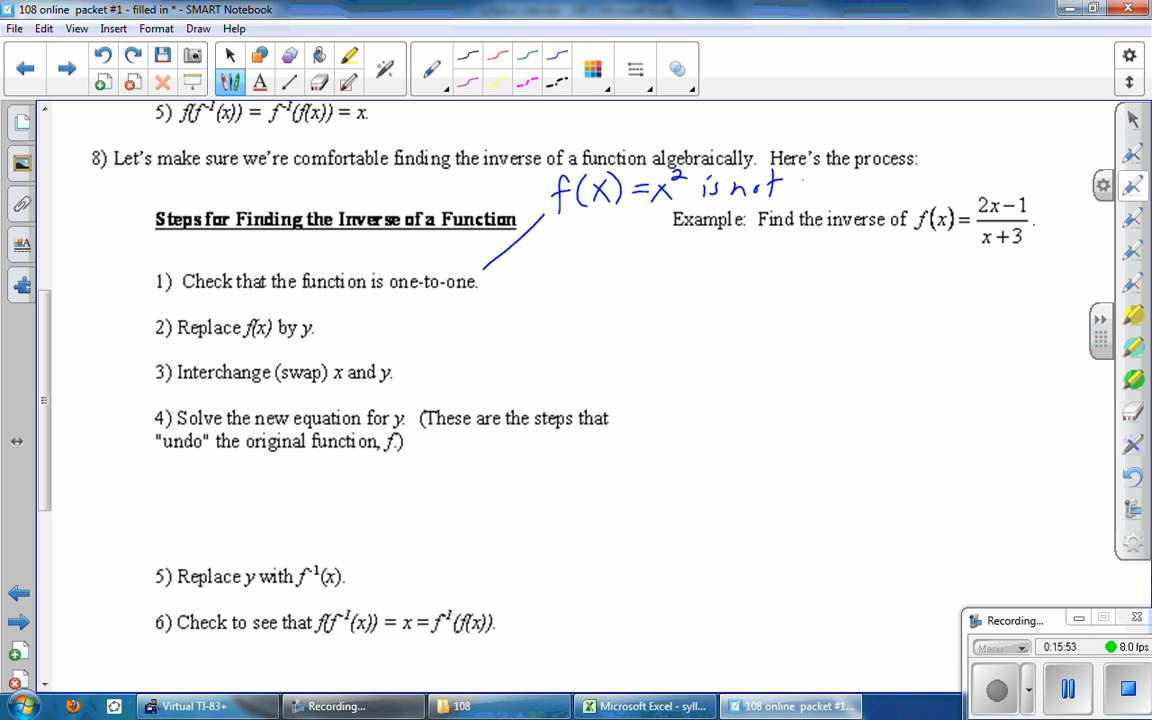 108 online packet #1 - filled in * - SMART Notebook
File Edit View Insert Format Draw Help
5) f(f⁻¹(x)) = f⁻¹(f(x)) = x.
8) Let's make sure we're comfortable finding the inverse of a function algebraically. Here's the process:
f(x) = x² is not
Steps for Finding the Inverse of a Function
Example: Find the inverse of f(x) = (2x−1)/(x+3).
1) Check that the function is one-to-one.
2) Replace f(x) by y.
3) Interchange (swap) x and y.
4) Solve the new equation for y. (These are the steps that
"undo" the original function, f.)
5) Replace y with f⁻¹(x).
6) Check to see that f(f⁻¹(x)) = x = f⁻¹(f(x)).
Recording...
Menu 0:15:53 8.0 fps
Virtual TI-83+ Recording... 108 Microsoft Excel - syll... 108 online packet #1...